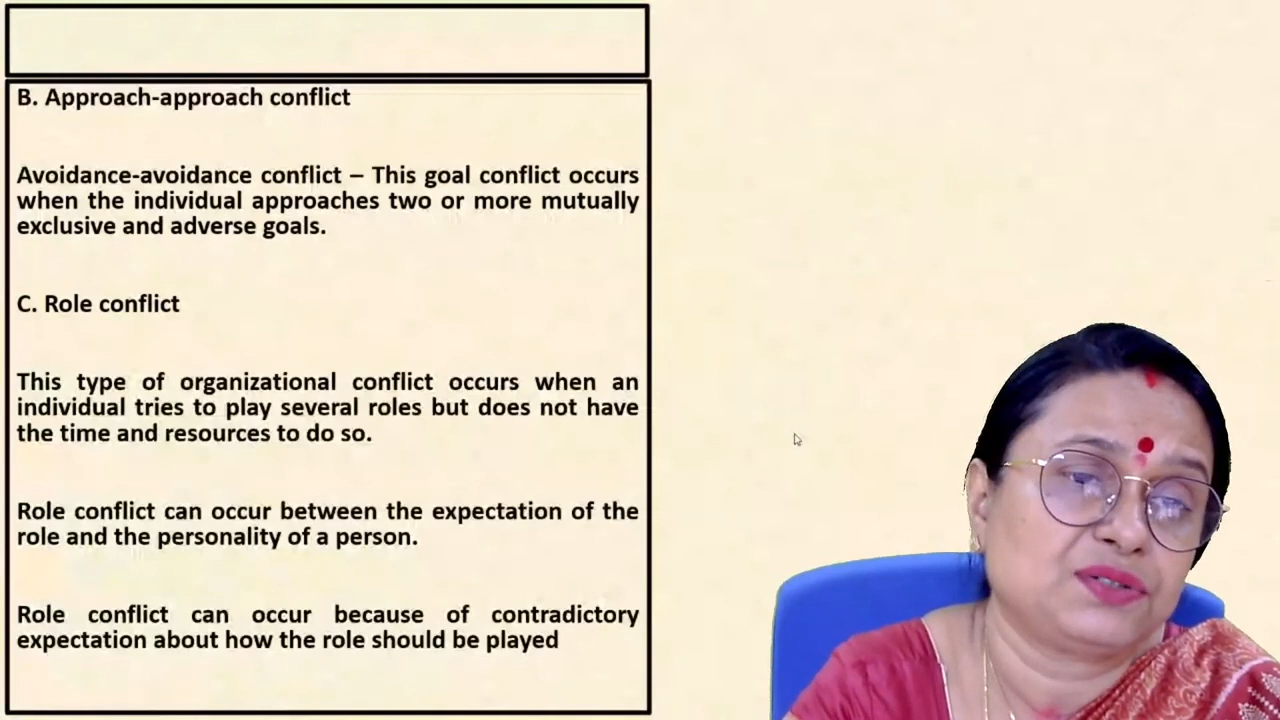 B. Approach-approach conflict
Avoidance-avoidance conflict – This goal conflict occurs
when the individual approaches two or more mutually
exclusive and adverse goals.
C. Role conflict
This type of organizational conflict occurs when an
individual tries to play several roles but does not have
the time and resources to do so.
Role conflict can occur between the expectation of the
role and the personality of a person.
Role conflict can occur because of contradictory
expectation about how the role should be played